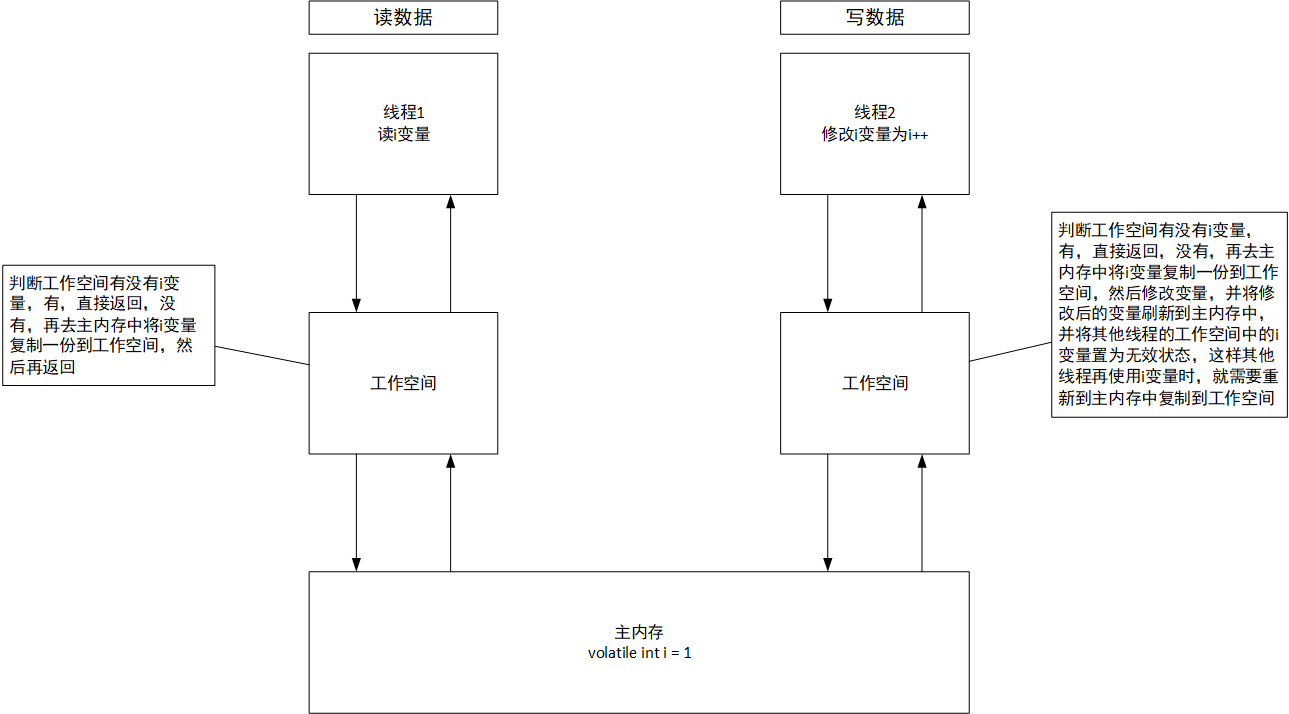 读数据
写数据
线程1
读i变量
线程2
修改i变量为i++
判断工作空间有没有i变
量，有，直接返回，没
有，再去主内存中将i变量
复制一份到工作空间，然
后再返回
工作空间
工作空间
判断工作空间有没有i变量，
有，直接返回，没有，再去主
内存中将i变量复制一份到工作
空间，然后修改变量，并将修
改后的变量刷新到主内存中，
并将其他线程的工作空间中的i
变量置为无效状态，这样其他
线程再使用i变量时，就需要重
新到主内存中复制到工作空间
主内存
volatile int i = 1